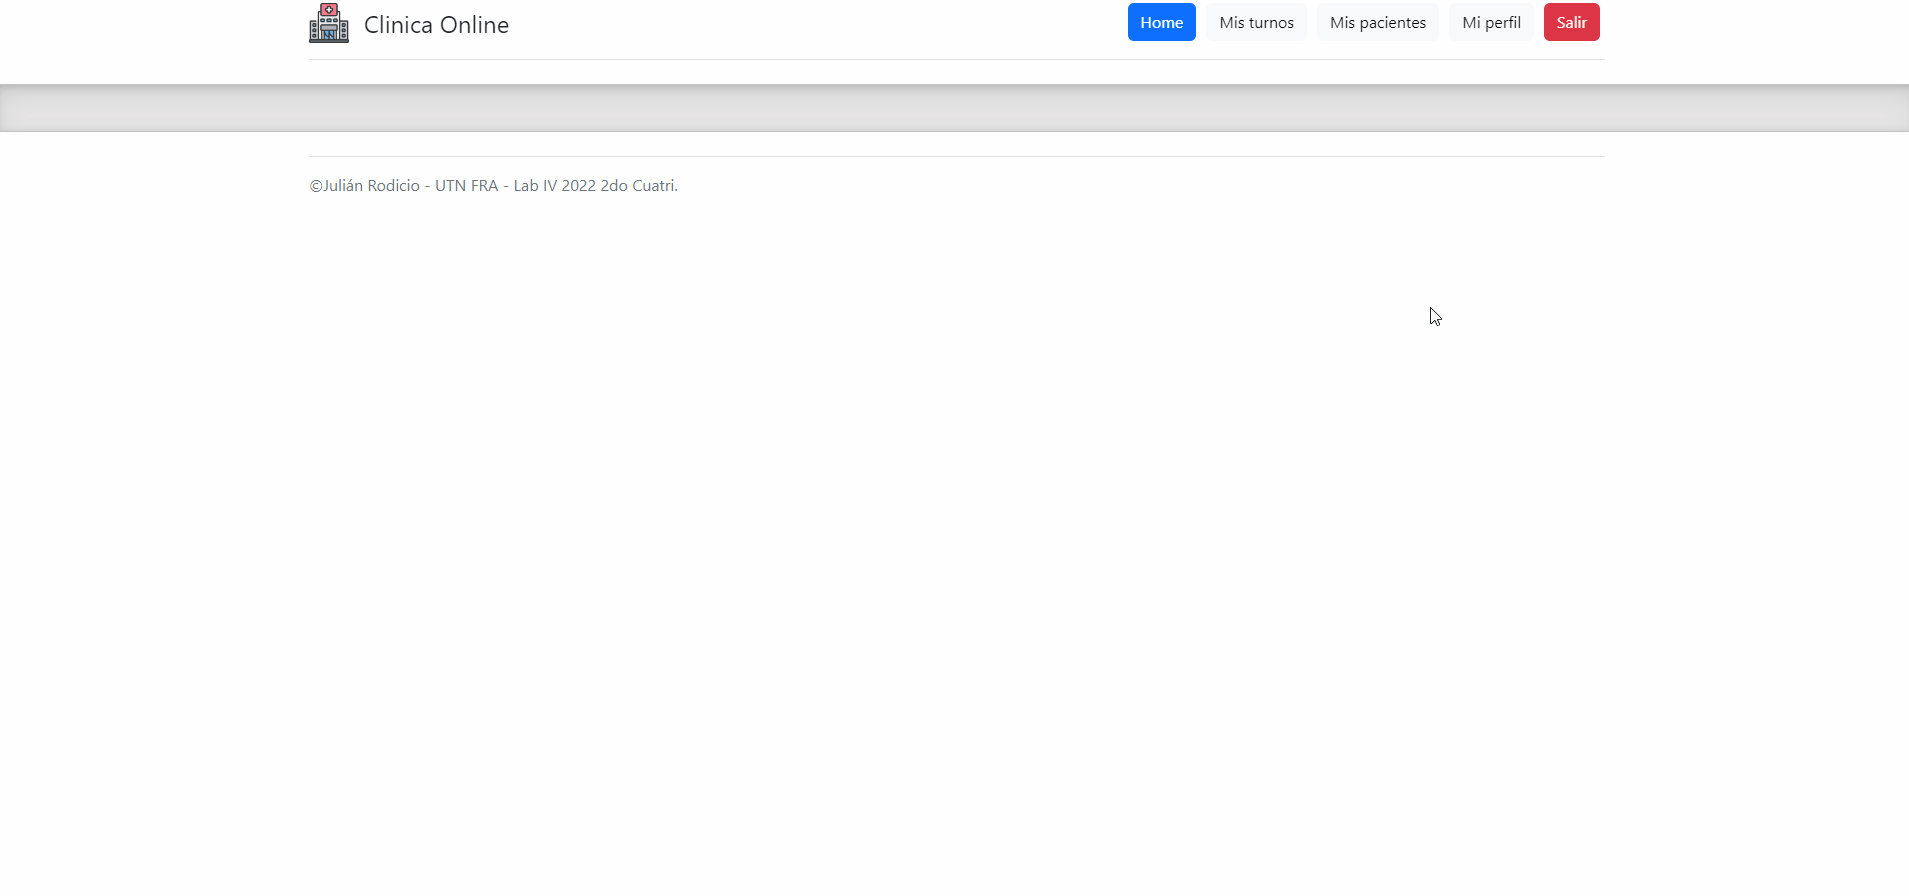 Clinica Online
Home Mis turnos Mis pacientes Mi perfil Salir
©Julián Rodicio - UTN FRA - Lab IV 2022 2do Cuatri.